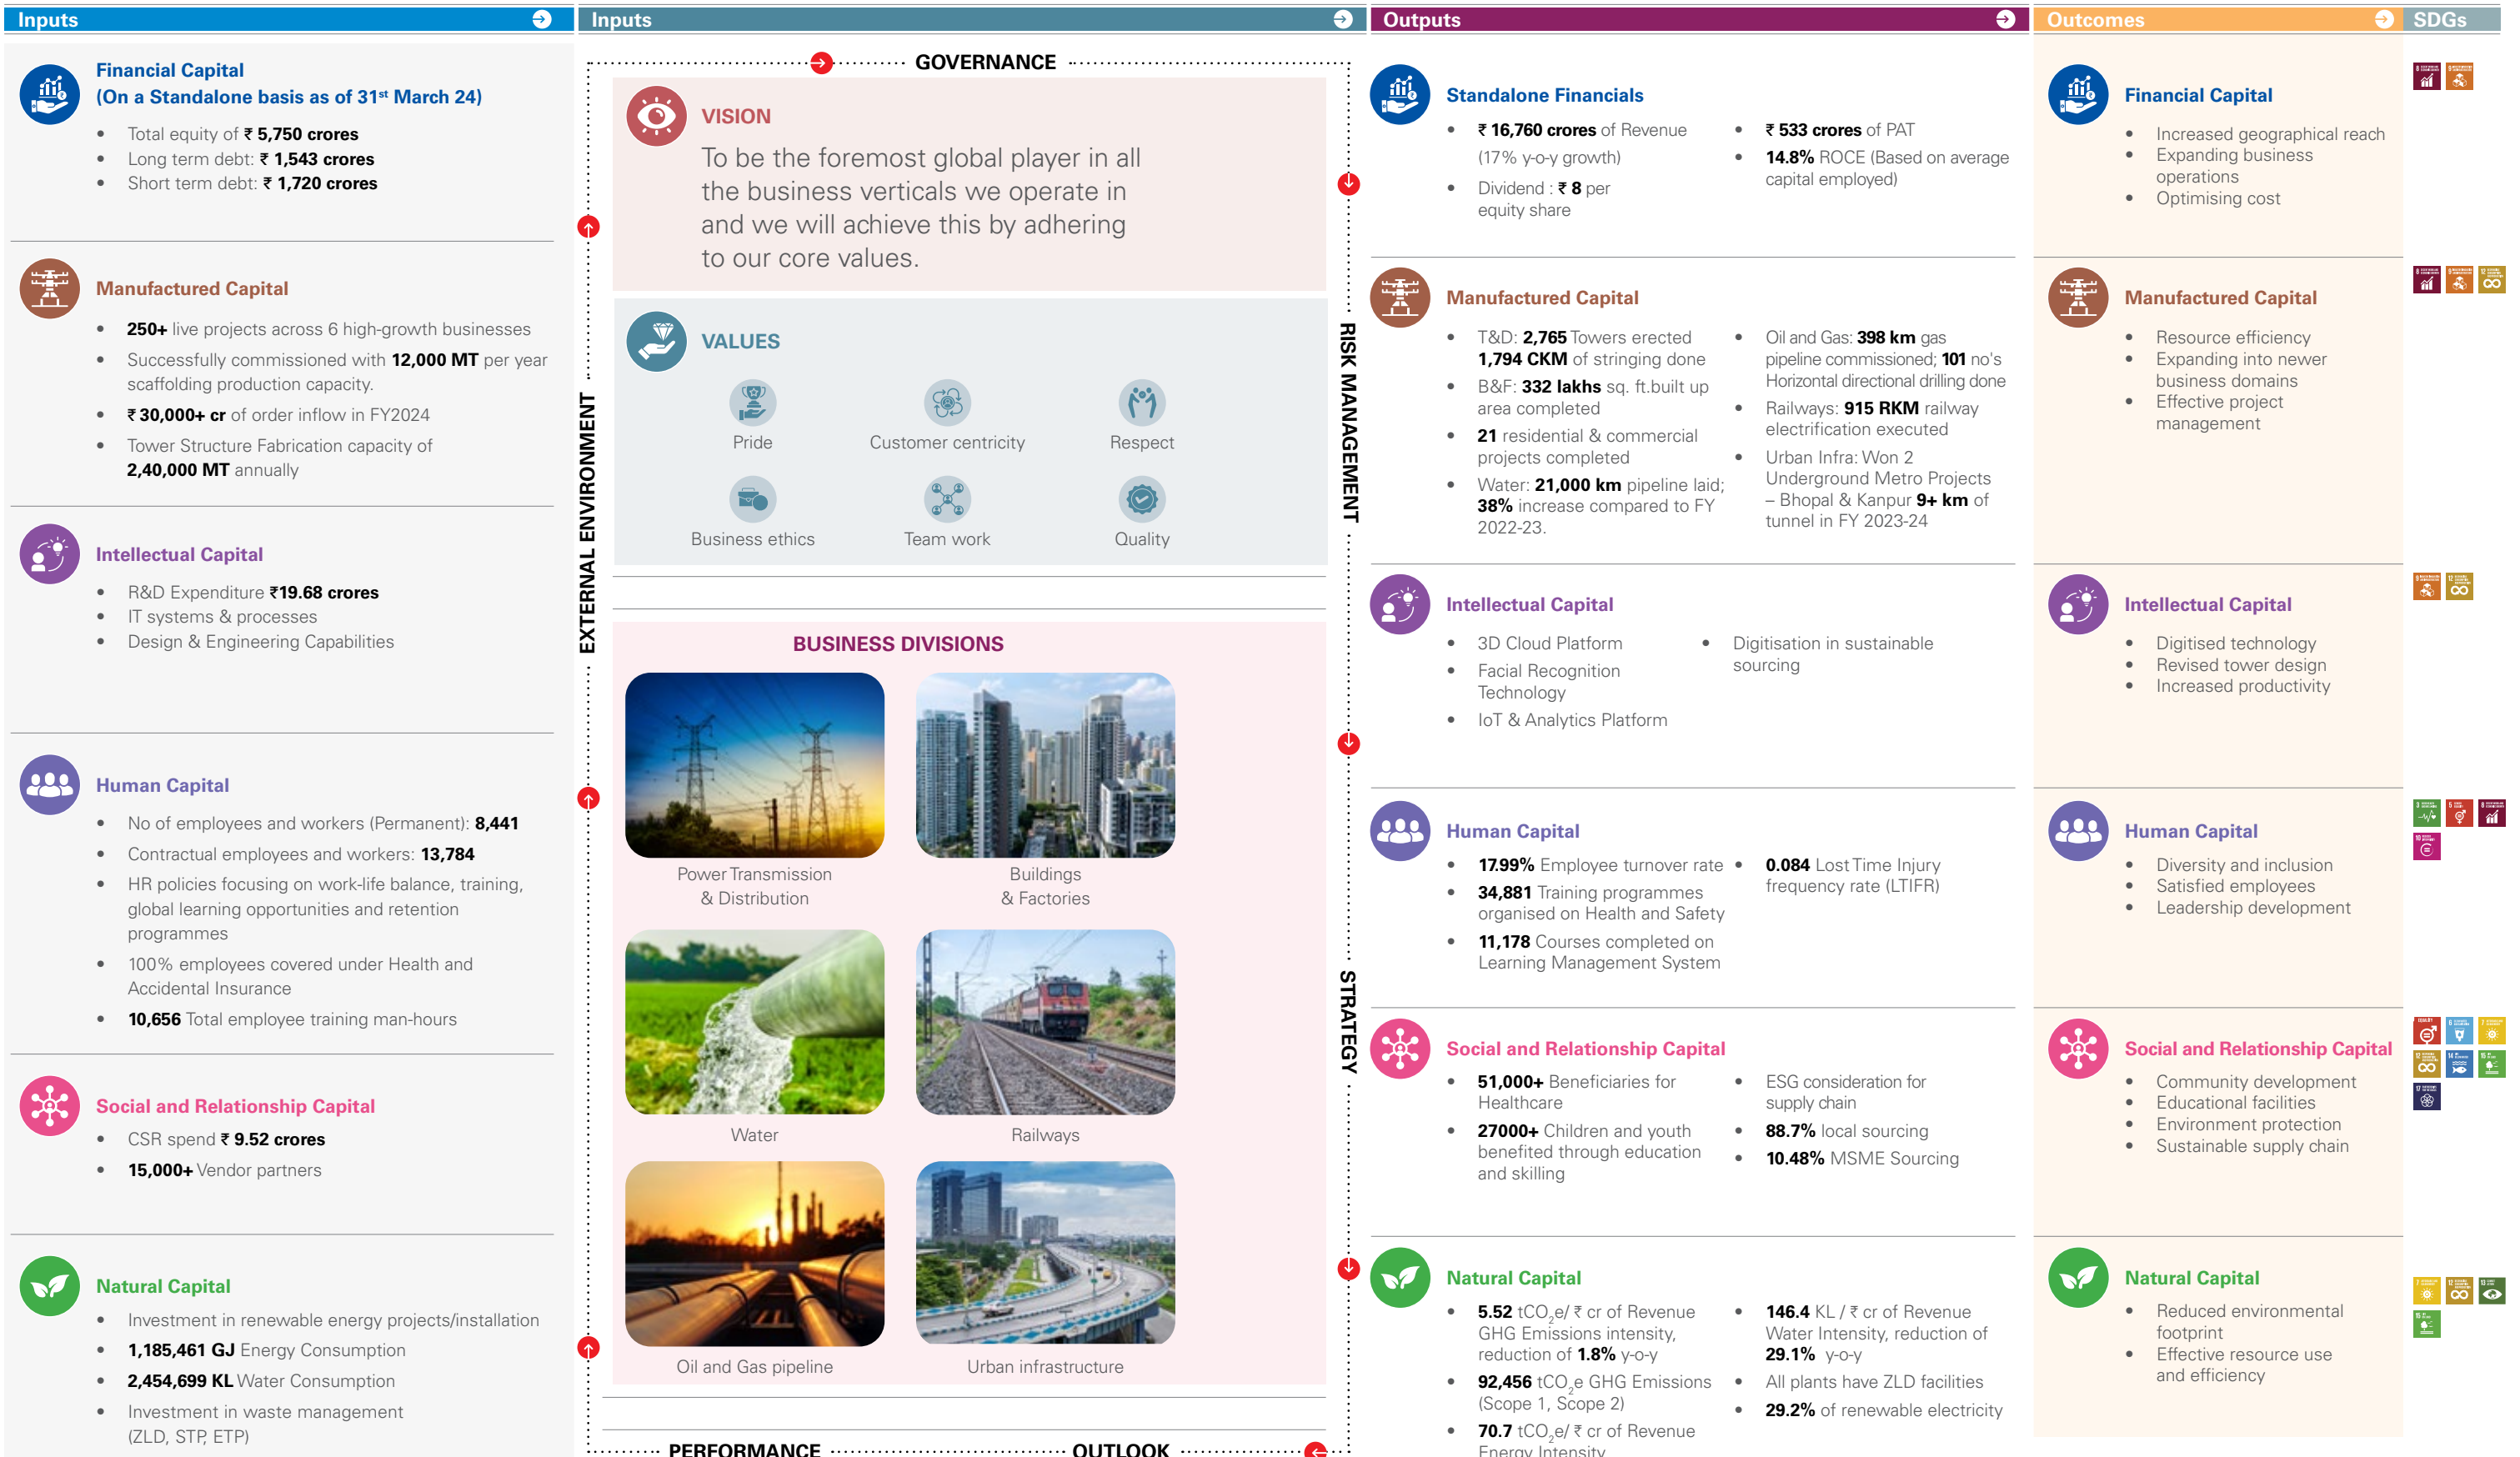 Inputs
Financial Capital
(On a Standalone basis as of 31st March 24)
• Total equity of ₹ 5,750 crores
• Long term debt: ₹ 1,543 crores
• Short term debt: ₹ 1,720 crores
Manufactured Capital
• 250+ live projects across 6 high-growth businesses
• Successfully commissioned with 12,000 MT per year
scaffolding production capacity.
• ₹ 30,000+ cr of order inflow in FY2024
• Tower Structure Fabrication capacity of
2,40,000 MT annually
Intellectual Capital
• R&D Expenditure ₹19.68 crores
• IT systems & processes
• Design & Engineering Capabilities
Human Capital
• No of employees and workers (Permanent): 8,441
• Contractual employees and workers: 13,784
• HR policies focusing on work-life balance, training,
global learning opportunities and retention
programmes
• 100% employees covered under Health and
Accidental Insurance
• 10,656 Total employee training man-hours
Social and Relationship Capital
• CSR spend ₹ 9.52 crores
• 15,000+ Vendor partners
Natural Capital
• Investment in renewable energy projects/installation
• 1,185,461 GJ Energy Consumption
• 2,454,699 KL Water Consumption
• Investment in waste management
(ZLD, STP, ETP)
Inputs
GOVERNANCE
EXTERNAL ENVIRONMENT
VISION
To be the foremost global player in all
the business verticals we operate in
and we will achieve this by adhering
to our core values.
VALUES
Pride
Customer centricity
Respect
Business ethics
Team work
Quality
BUSINESS DIVISIONS
Power Transmission
& Distribution
Buildings
& Factories
Water
Railways
Oil and Gas pipeline
Urban infrastructure
RISK MANAGEMENT
STRATEGY
PERFORMANCE
OUTLOOK
Outputs
Standalone Financials
• ₹ 16,760 crores of Revenue
(17% y-o-y growth)
• Dividend : ₹ 8 per
equity share
• ₹ 533 crores of PAT
• 14.8% ROCE (Based on average
capital employed)
Manufactured Capital
• T&D: 2,765 Towers erected
1,794 CKM of stringing done
• B&F: 332 lakhs sq. ft.built up
area completed
• 21 residential & commercial
projects completed
• Water: 21,000 km pipeline laid;
38% increase compared to FY
2022-23.
• Oil and Gas: 398 km gas
pipeline commissioned; 101 no's
Horizontal directional drilling done
• Railways: 915 RKM railway
electrification executed
• Urban Infra: Won 2
Underground Metro Projects
– Bhopal & Kanpur 9+ km of
tunnel in FY 2023-24
Intellectual Capital
• 3D Cloud Platform
• Facial Recognition
Technology
• IoT & Analytics Platform
• Digitisation in sustainable
sourcing
Human Capital
• 17.99% Employee turnover rate
• 34,881 Training programmes
organised on Health and Safety
• 11,178 Courses completed on
Learning Management System
• 0.084 Lost Time Injury
frequency rate (LTIFR)
Social and Relationship Capital
• 51,000+ Beneficiaries for
Healthcare
• 27000+ Children and youth
benefited through education
and skilling
• ESG consideration for
supply chain
• 88.7% local sourcing
• 10.48% MSME Sourcing
Natural Capital
• 5.52 tCO2e/ ₹ cr of Revenue
GHG Emissions intensity,
reduction of 1.8% y-o-y
• 92,456 tCO2e GHG Emissions
(Scope 1, Scope 2)
• 70.7 tCO2e/ ₹ cr of Revenue
Energy Intensity
• 146.4 KL / ₹ cr of Revenue
Water Intensity, reduction of
29.1% y-o-y
• All plants have ZLD facilities
• 29.2% of renewable electricity
Outcomes
Financial Capital
• Increased geographical reach
• Expanding business
operations
• Optimising cost
Manufactured Capital
• Resource efficiency
• Expanding into newer
business domains
• Effective project
management
Intellectual Capital
• Digitised technology
• Revised tower design
• Increased productivity
Human Capital
• Diversity and inclusion
• Satisfied employees
• Leadership development
Social and Relationship Capital
• Community development
• Educational facilities
• Environment protection
• Sustainable supply chain
Natural Capital
• Reduced environmental
footprint
• Effective resource use
and efficiency
SDGs